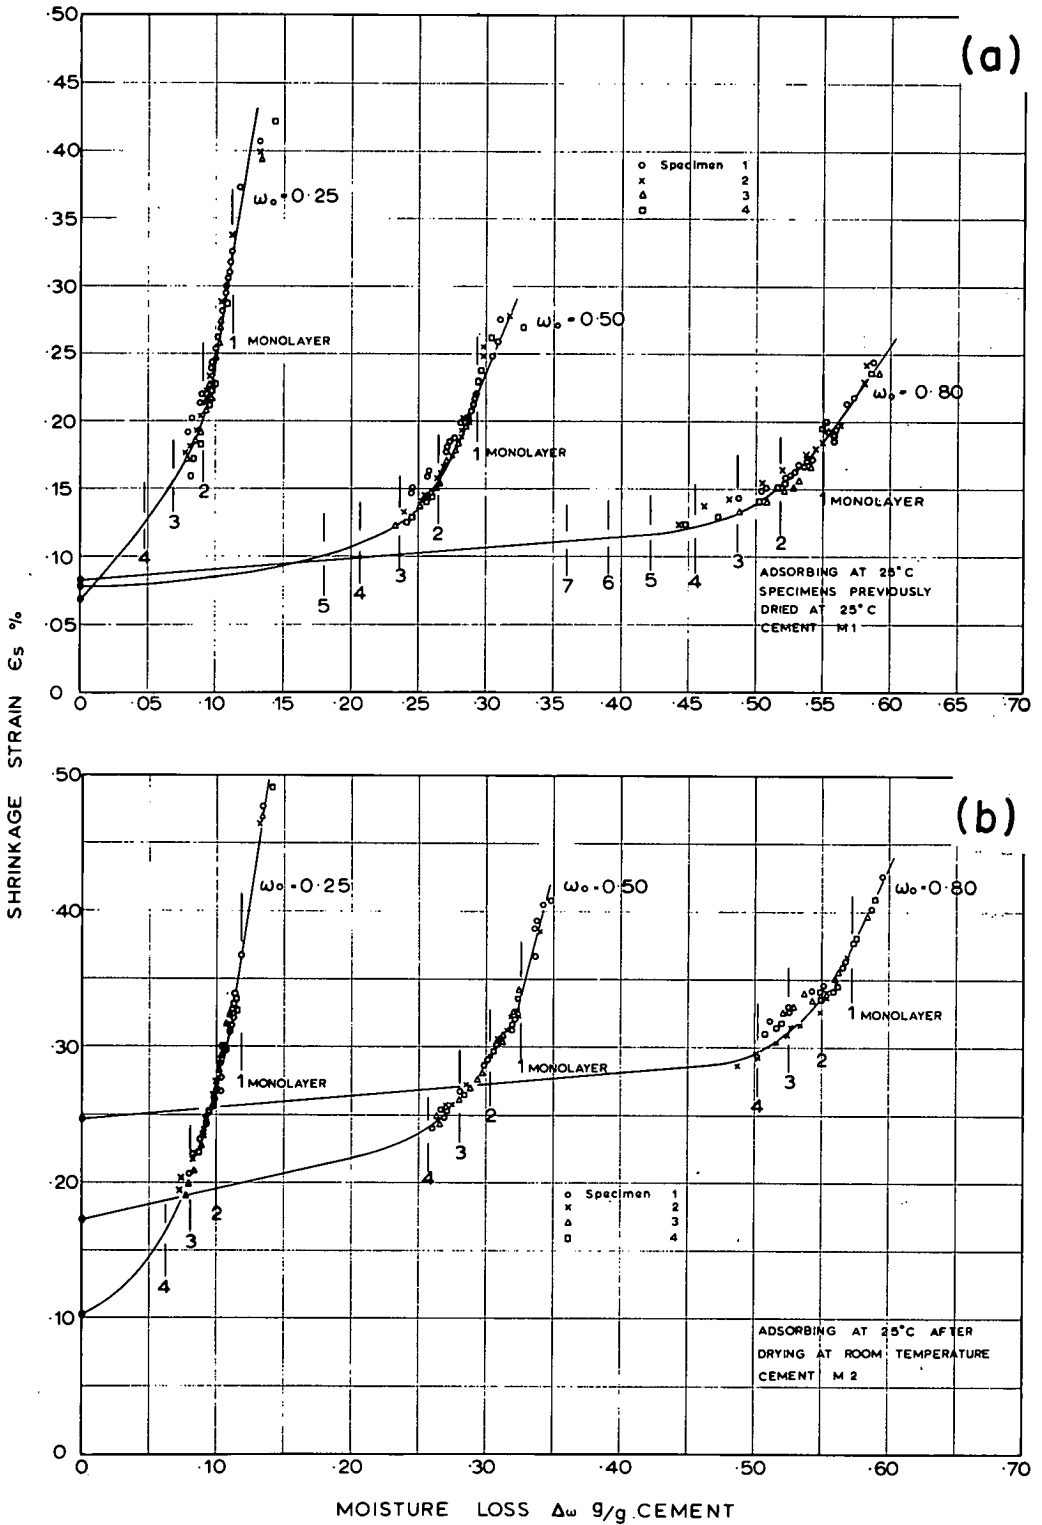 SHRINKAGE STRAIN Єs %
(a)
·50
·45
·40
·35
·30
·25
·20
·15
·10
·05
0
ω₀ - 0·25
ω₀ - 0·50
ω₀ - 0·80
o Specimen 1
x 2
△ 3
□ 4
1 MONOLAYER
2
3
4
1 MONOLAYER
2
3
4
5
1 MONOLAYER
2
3
4
5
6
7
ADSORBING AT 25°C
SPECIMENS PREVIOUSLY
DRIED AT 25°C
CEMENT M1
0 ·05 ·10 ·15 ·20 ·25 ·30 ·35 ·40 ·45 ·50 ·55 ·60 ·65 ·70
(b)
·50
·40
·30
·20
·10
0
ω₀ - 0·25
ω₀ - 0·50
ω₀ - 0·80
1 MONOLAYER
2
3
4
1 MONOLAYER
2
3
4
1 MONOLAYER
2
3
4
o Specimen 1
x 2
△ 3
□ 4
ADSORBING AT 25°C AFTER
DRYING AT ROOM TEMPERATURE
CEMENT M2
0 ·10 ·20 ·30 ·40 ·50 ·60 ·70
MOISTURE LOSS Δω g/g CEMENT